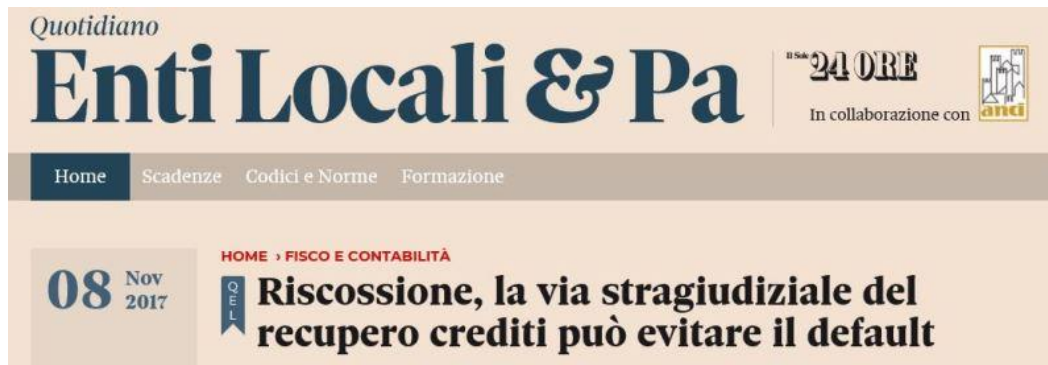 Quotidiano
Enti Locali & Pa
Il Sole
24 ORE
In collaborazione con
anci
Home Scadenze Codici e Norme Formazione
08 Nov
2017
HOME › FISCO E CONTABILITÀ
QEL
Riscossione, la via stragiudiziale del
recupero crediti può evitare il default